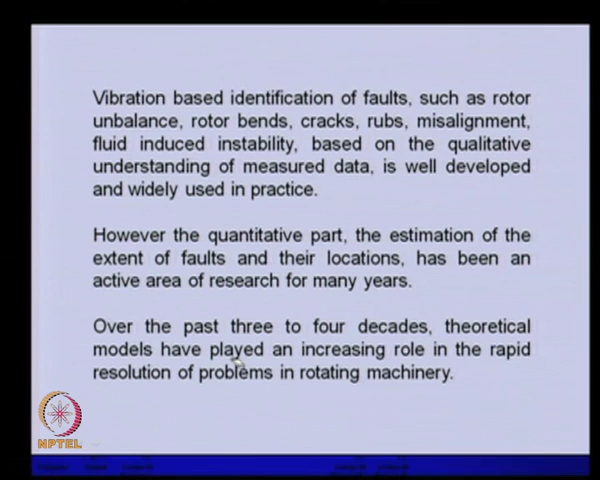 Vibration based identification of faults, such as rotor
unbalance, rotor bends, cracks, rubs, misalignment,
fluid induced instability, based on the qualitative
understanding of measured data, is well developed
and widely used in practice.
However the quantitative part, the estimation of the
extent of faults and their locations, has been an
active area of research for many years.
Over the past three to four decades, theoretical
models have played an increasing role in the rapid
resolution of problems in rotating machinery.
NPTEL